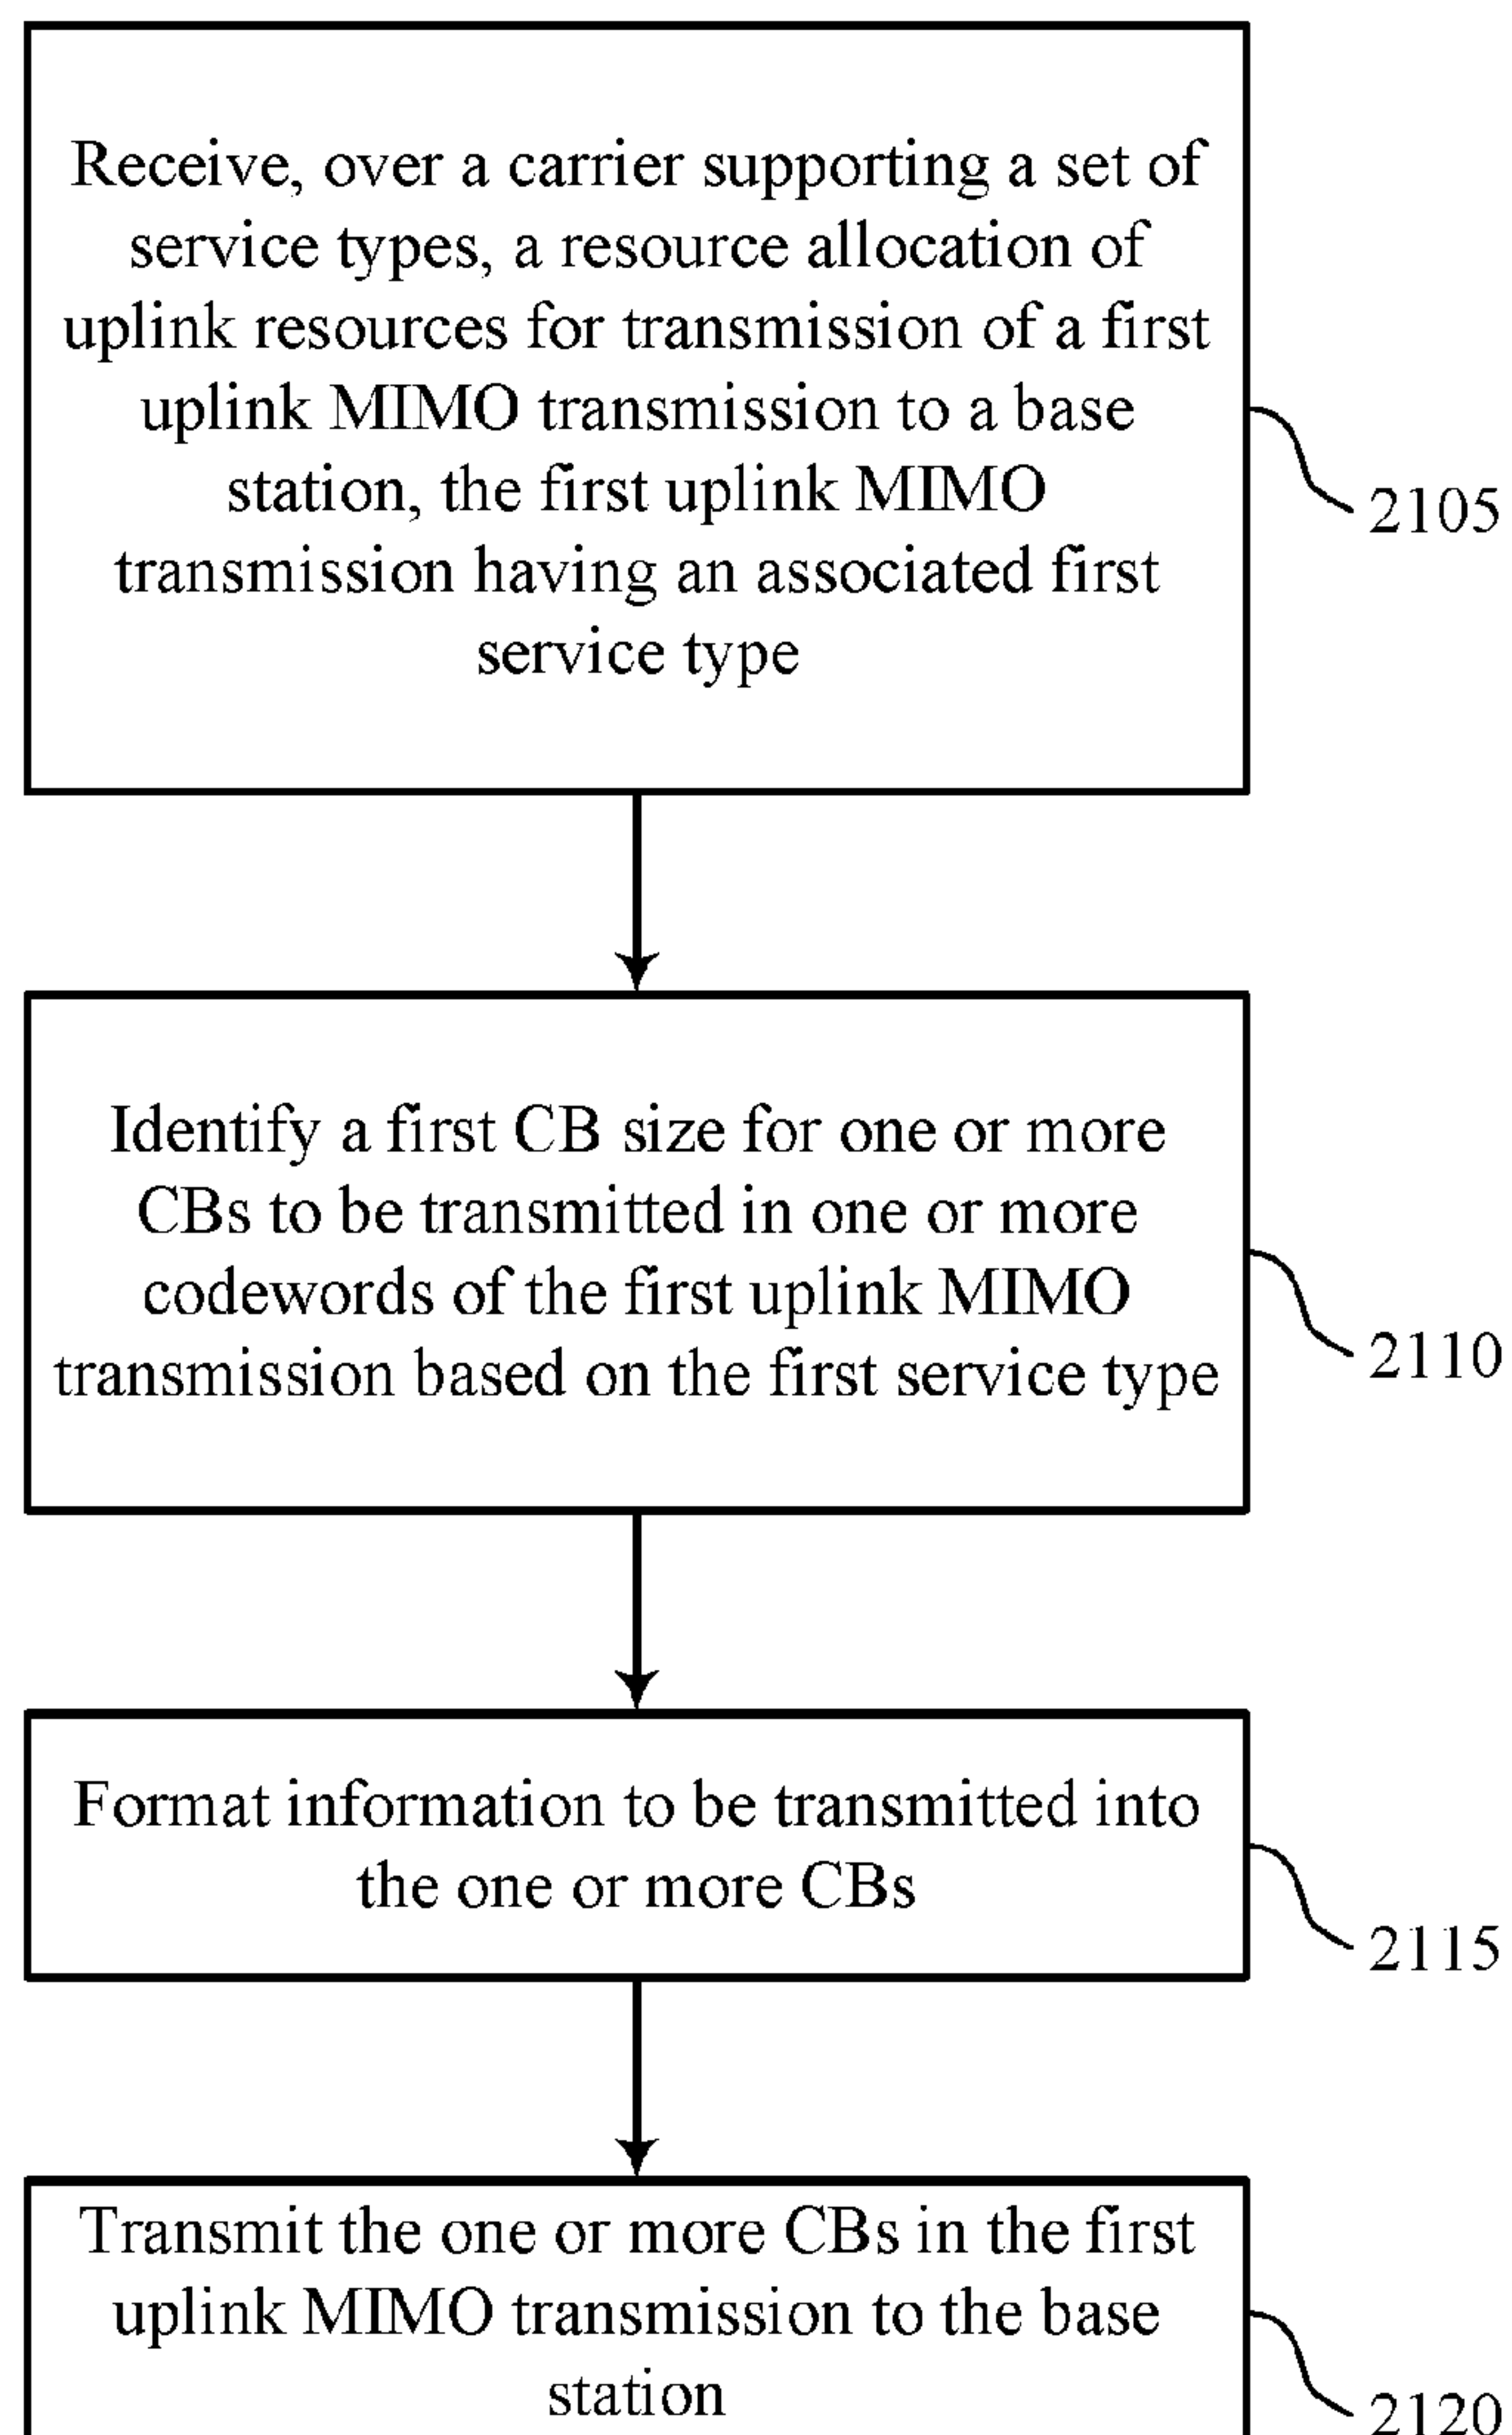 Receive, over a carrier supporting a set of
service types, a resource allocation of
uplink resources for transmission of a first
uplink MIMO transmission to a base
station, the first uplink MIMO
transmission having an associated first
service type
2105
Identify a first CB size for one or more
CBs to be transmitted in one or more
codewords of the first uplink MIMO
transmission based on the first service type
2110
Format information to be transmitted into
the one or more CBs
2115
Transmit the one or more CBs in the first
uplink MIMO transmission to the base
station
2120